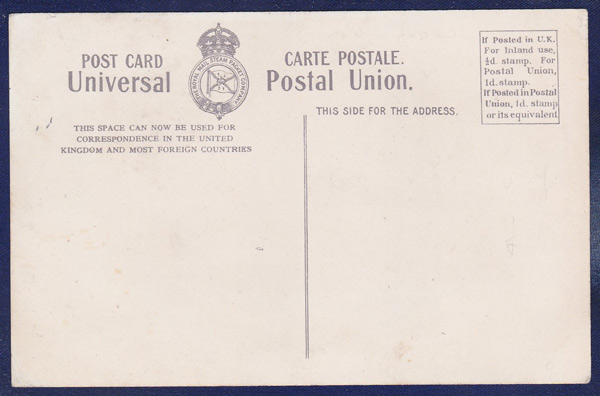 POST CARD
Universal
THE ROYAL MAIL STEAM PACKET COMPANY
CARTE POSTALE.
Postal Union.
THIS SIDE FOR THE ADDRESS.
THIS SPACE CAN NOW BE USED FOR
CORRESPONDENCE IN THE UNITED
KINGDOM AND MOST FOREIGN COUNTRIES
If Posted in U.K.
For Inland use,
½d. stamp. For
Postal Union,
1d. stamp.
If Posted in Postal
Union, 1d. stamp
or its equivalent